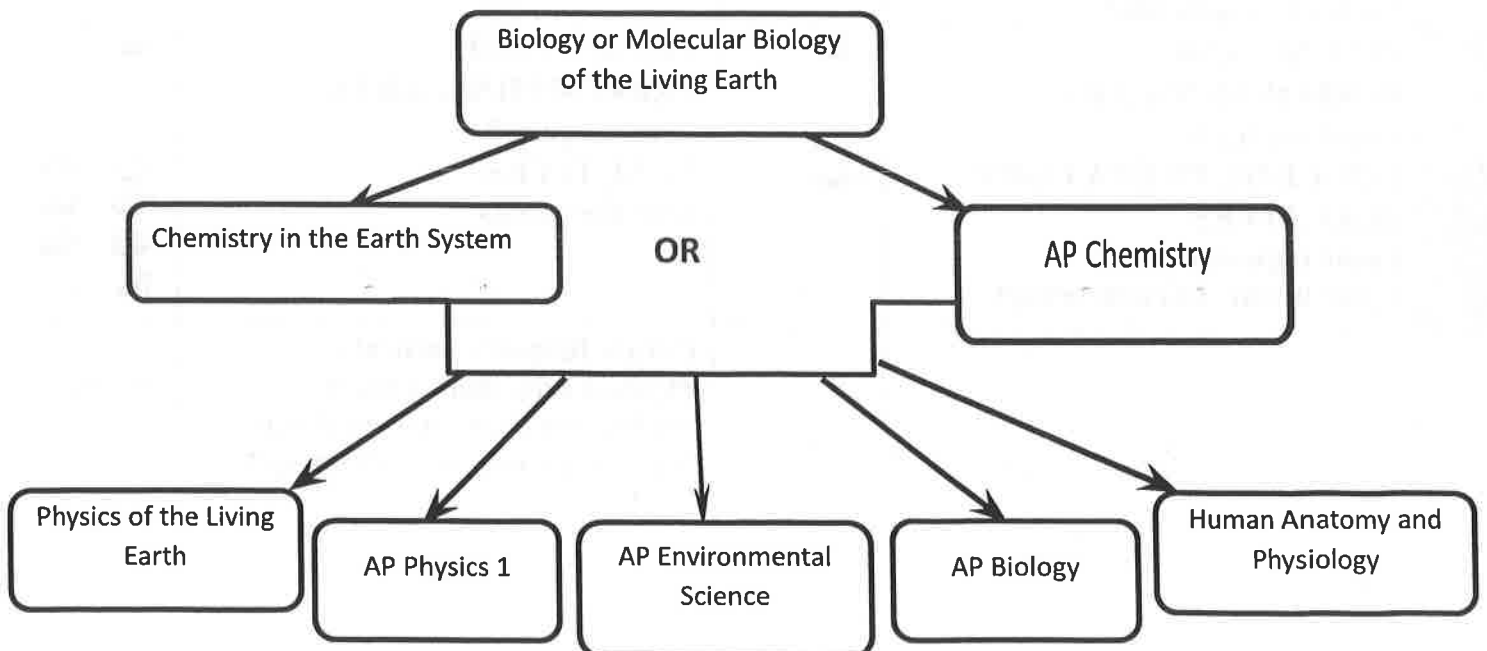 Biology or Molecular Biology
of the Living Earth
Chemistry in the Earth System
OR
AP Chemistry
Physics of the Living
Earth
AP Physics 1
AP Environmental
Science
AP Biology
Human Anatomy and
Physiology